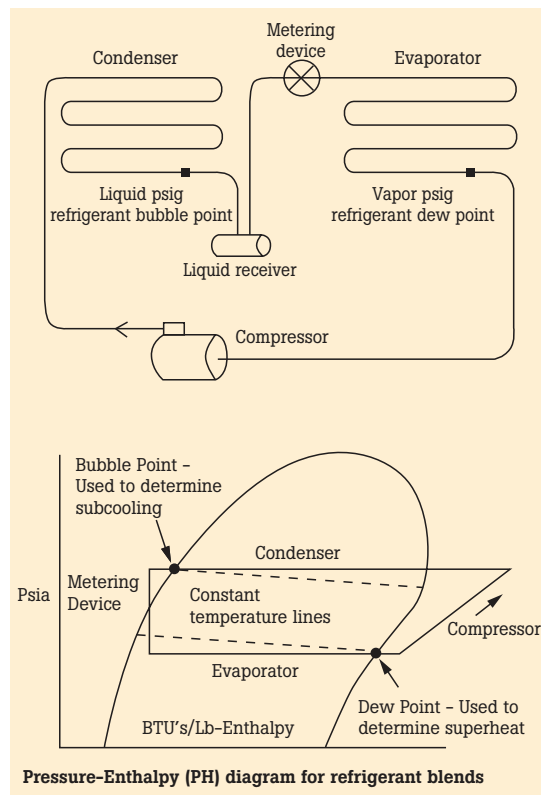 Metering
device
Condenser
Evaporator
Liquid psig
refrigerant bubble point
Vapor psig
refrigerant dew point
Liquid receiver
Compressor
Bubble Point –
Used to determine
subcooling
Condenser
Psia
Metering
Device
Constant
temperature lines
Compressor
Evaporator
Dew Point – Used to
determine superheat
BTU's/Lb–Enthalpy
Pressure–Enthalpy (PH) diagram for refrigerant blends